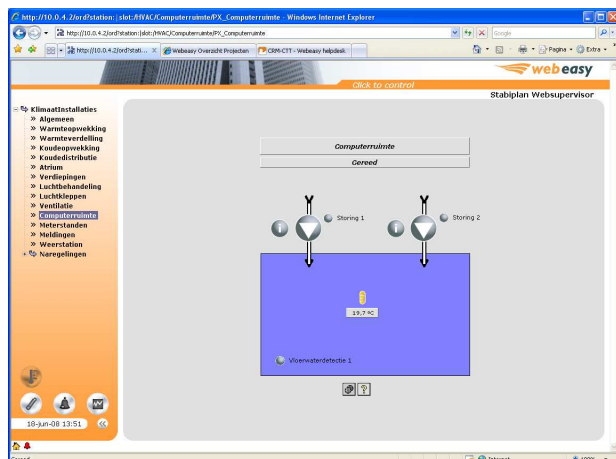 http://10.0.4.2/ord?station:|slot:/HVAC/Computerruimte/PX_Computerruimte - Windows Internet Explorer
http://10.0.4.2/ord?station:|slot:/HVAC/Computerruimte/PX_Computerruimte
Google
http://10.0.4.2/ord?stati... X
Webeasy Overzicht Projecten
CRM-CTT - Webeasy helpdesk
Pagina
Extra
webeasy
Click to control
Stabiplan Websupervisor
KlimaatInstallaties
» Algemeen
» Warmteopwekking
» Warmteverdelling
» Koudeopwekking
» Koudedistributie
» Atrium
» Verdiepingen
» Luchtbehandeling
» Luchtkleppen
» Ventilatie
» Computerruimte
» Meterstanden
» Meldingen
» Weerstation
Naregelingen
Computerruimte
Gereed
Storing 1
Storing 2
19,7 ºC
Vloerwaterdetectie 1
?
18-jun-08 13:51
Gereed
Internet
100%